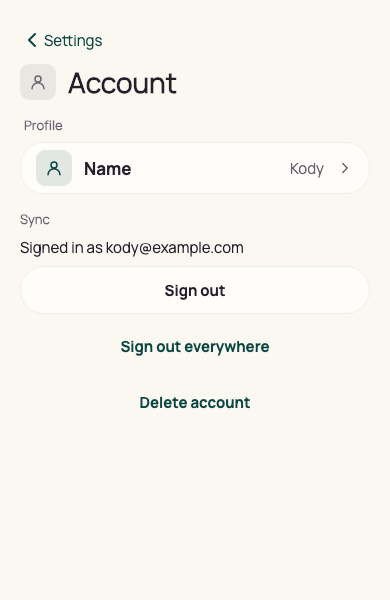 Settings
Account
Profile
Name Kody
Sync
Signed in as kody@example.com
Sign out
Sign out everywhere
Delete account